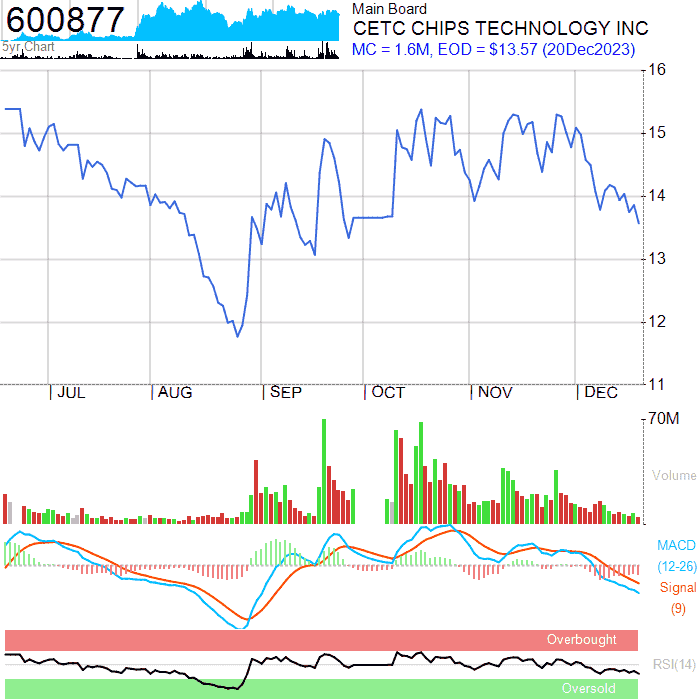 600877
5yr Chart
Main Board
CETC CHIPS TECHNOLOGY INC
MC = 1.6M, EOD = $13.57 (20Dec2023)
16
15
14
13
12
11
JUL AUG SEP OCT NOV DEC
70M
Volume
MACD
(12-26)
Signal
(9)
Overbought
RSI(14)
Oversold